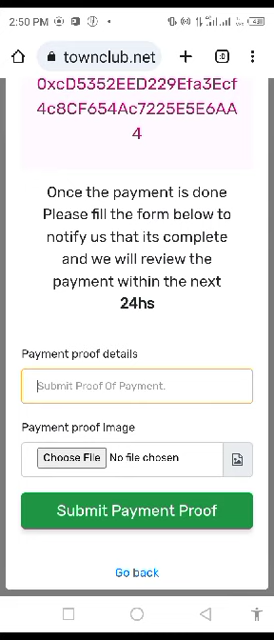 2:50 PM
townclub.net
0xcD5352EED229Efa3Ecf
4c8CF654Ac7225E5E6AA
4
Once the payment is done
Please fill the form below to
notify us that its complete
and we will review the
payment within the next
24hs
Payment proof details
Submit Proof Of Payment.
Payment proof Image
Choose File No file chosen
Submit Payment Proof
Go back